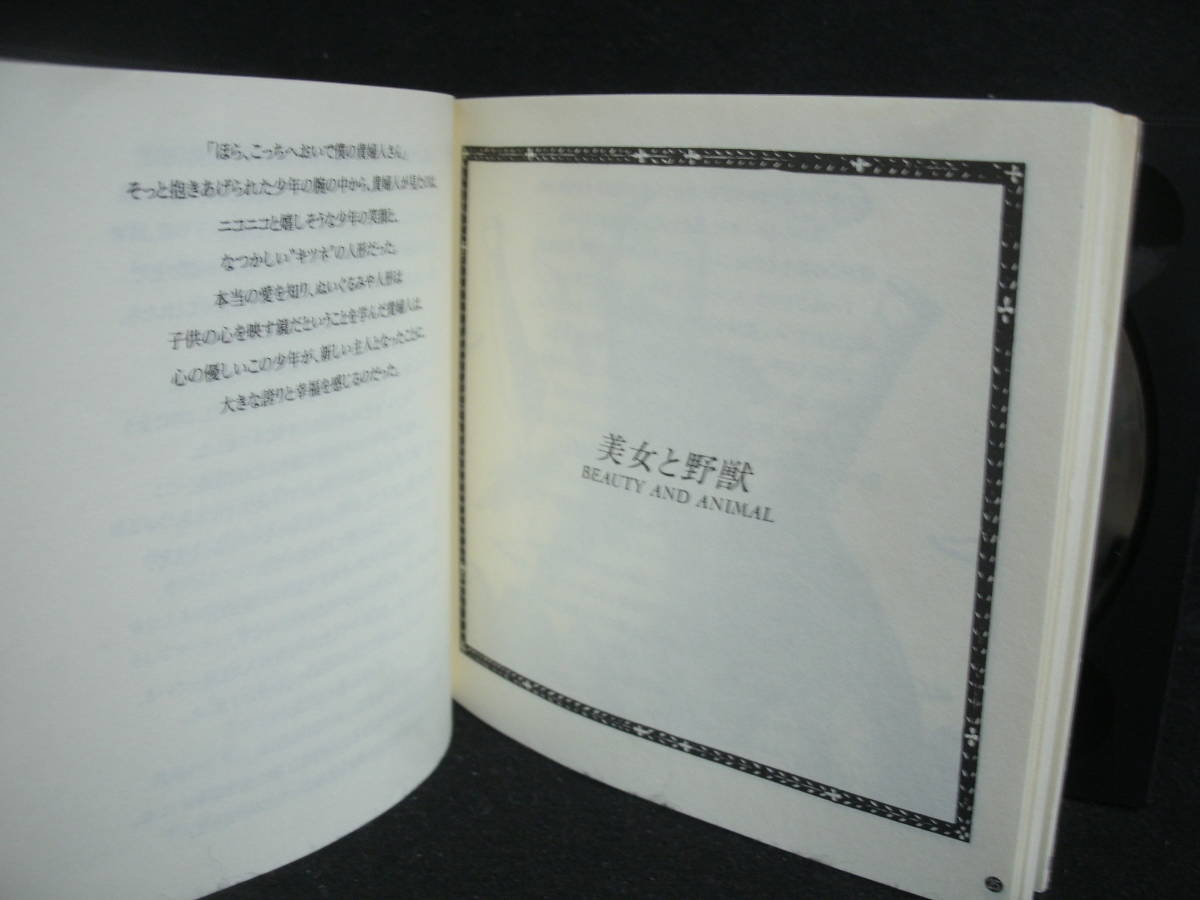 「ほら、こっちへおいで僕の貴婦人さん」
そっと抱きあげられた少年の腕の中から、貴婦人が見たのは、
ニコニコと嬉しそうな少年の笑顔と、
なつかしい“キツネ”の人形だった。
本当の愛を知り、ぬいぐるみや人形は
子供の心を映す鏡だということを学んだ貴婦人は、
心の優しいこの少年が、新しい主人となったことに、
大きな誇りと幸福を感じるのだった。
美女と野獣
BEAUTY AND ANIMAL